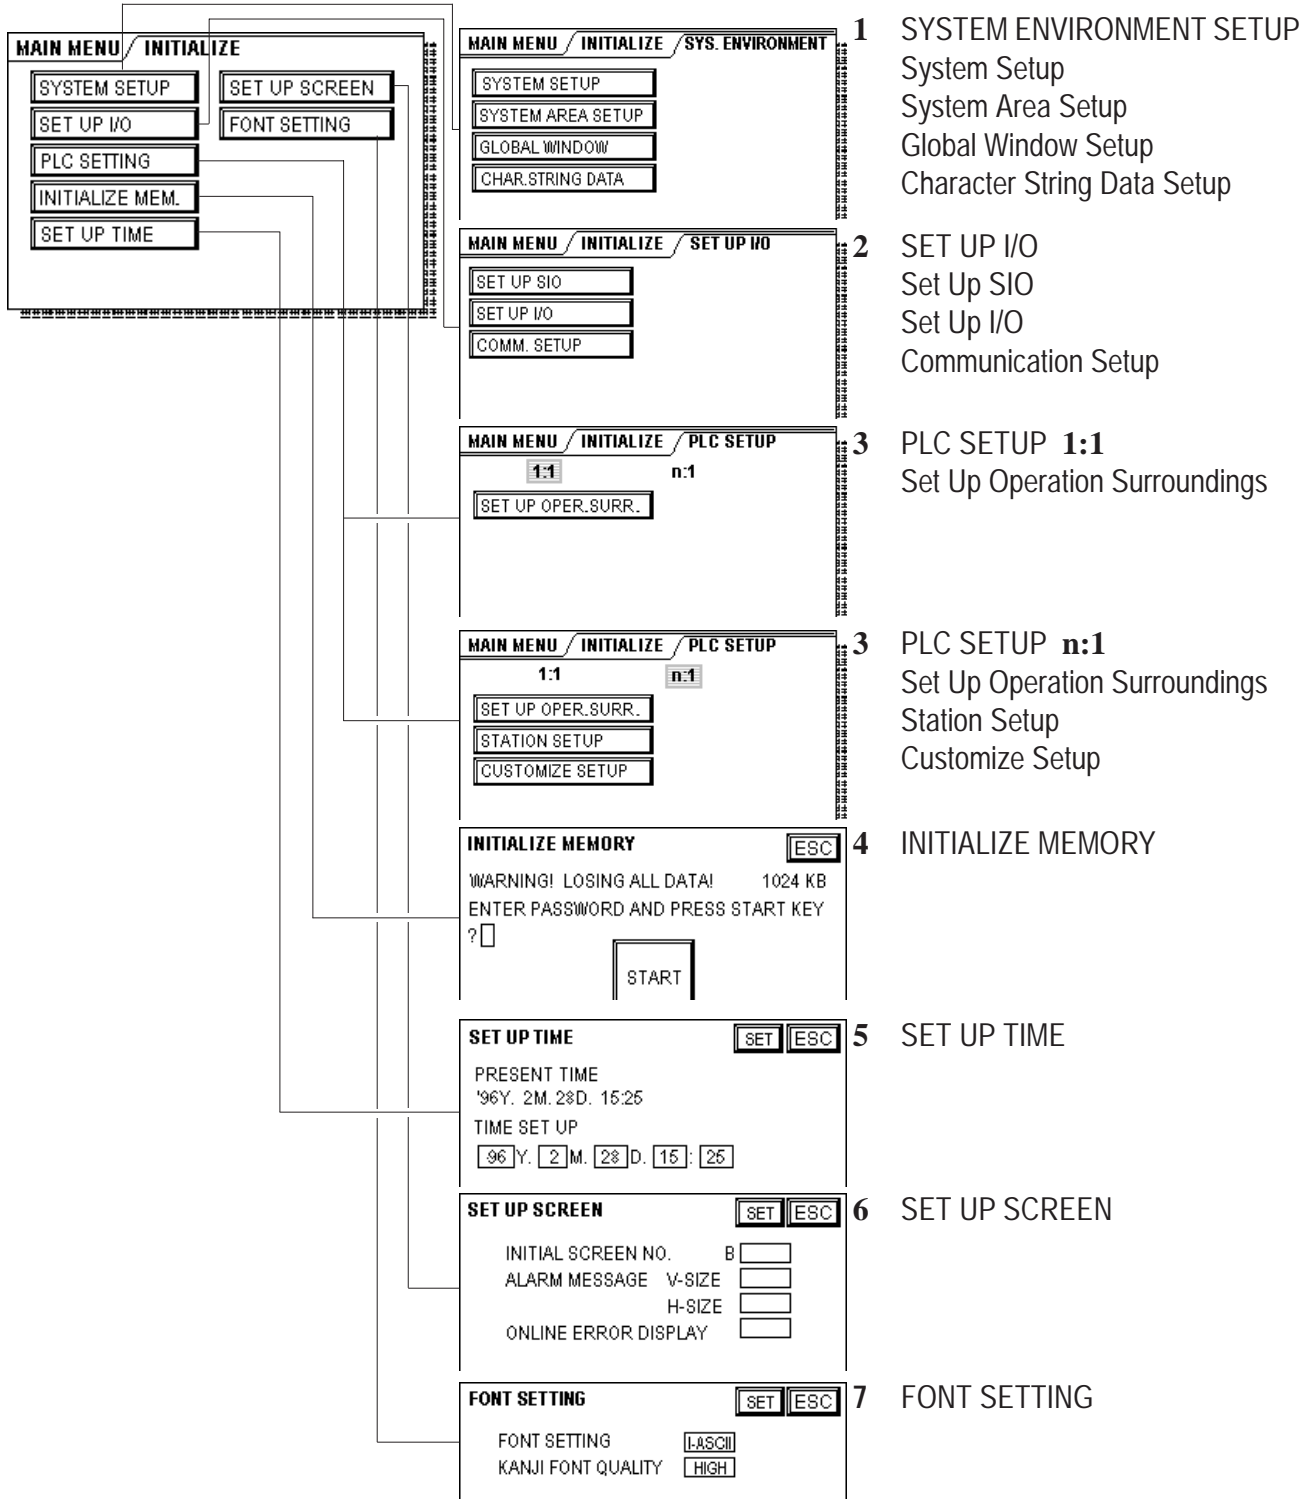 MAIN MENU / INITIALIZE
SYSTEM SETUP
SET UP SCREEN
SET UP I/O
FONT SETTING
PLC SETTING
INITIALIZE MEM.
SET UP TIME
MAIN MENU / INITIALIZE / SYS. ENVIRONMENT
SYSTEM SETUP
SYSTEM AREA SETUP
GLOBAL WINDOW
CHAR.STRING DATA
1 SYSTEM ENVIRONMENT SETUP
System Setup
System Area Setup
Global Window Setup
Character String Data Setup
MAIN MENU / INITIALIZE / SET UP I/O
SET UP SIO
SET UP I/O
COMM. SETUP
2 SET UP I/O
Set Up SIO
Set Up I/O
Communication Setup
MAIN MENU / INITIALIZE / PLC SETUP
1:1 n:1
SET UP OPER.SURR.
3 PLC SETUP 1:1
Set Up Operation Surroundings
MAIN MENU / INITIALIZE / PLC SETUP
1:1 n:1
SET UP OPER.SURR.
STATION SETUP
CUSTOMIZE SETUP
3 PLC SETUP n:1
Set Up Operation Surroundings
Station Setup
Customize Setup
INITIALIZE MEMORY ESC
WARNING! LOSING ALL DATA! 1024 KB
ENTER PASSWORD AND PRESS START KEY
?
START
4 INITIALIZE MEMORY
SET UP TIME SET ESC
PRESENT TIME
'96Y. 2M. 28D. 15:25
TIME SET UP
96 Y. 2 M. 28 D. 15 : 25
5 SET UP TIME
SET UP SCREEN SET ESC
INITIAL SCREEN NO. B
ALARM MESSAGE V-SIZE
H-SIZE
ONLINE ERROR DISPLAY
6 SET UP SCREEN
FONT SETTING SET ESC
FONT SETTING I-ASCII
KANJI FONT QUALITY HIGH
7 FONT SETTING